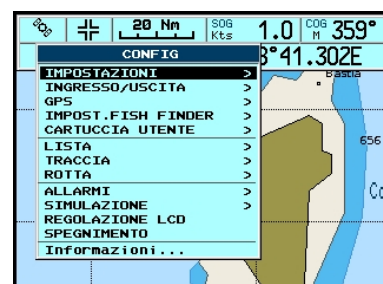 20 Nm SOG Kts 1.0 COG M 359°
CONFIG 8°41.302E
IMPOSTAZIONI >
Bastia
INGRESSO/USCITA >
GPS >
IMPOST.FISH FINDER >
CARTUCCIA UTENTE >
LISTA >
656
TRACCIA >
ROTTA >
ALLARMI >
Co
SIMULAZIONE >
REGOLAZIONE LCD
SPEGNIMENTO
Informazioni...